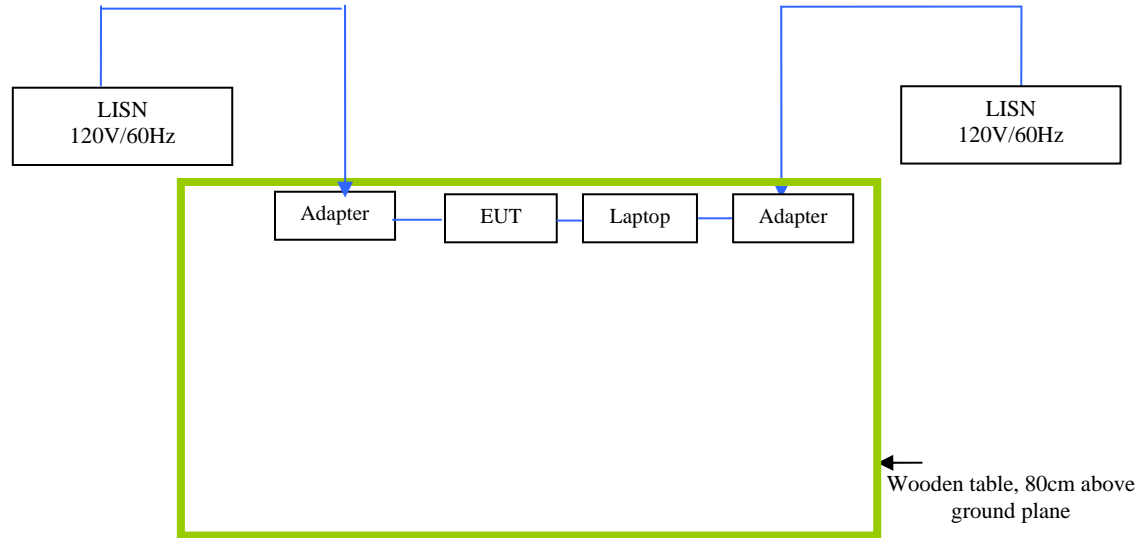 LISN
120V/60Hz
LISN
120V/60Hz
Adapter
EUT
Laptop
Adapter
Wooden table, 80cm above
ground plane